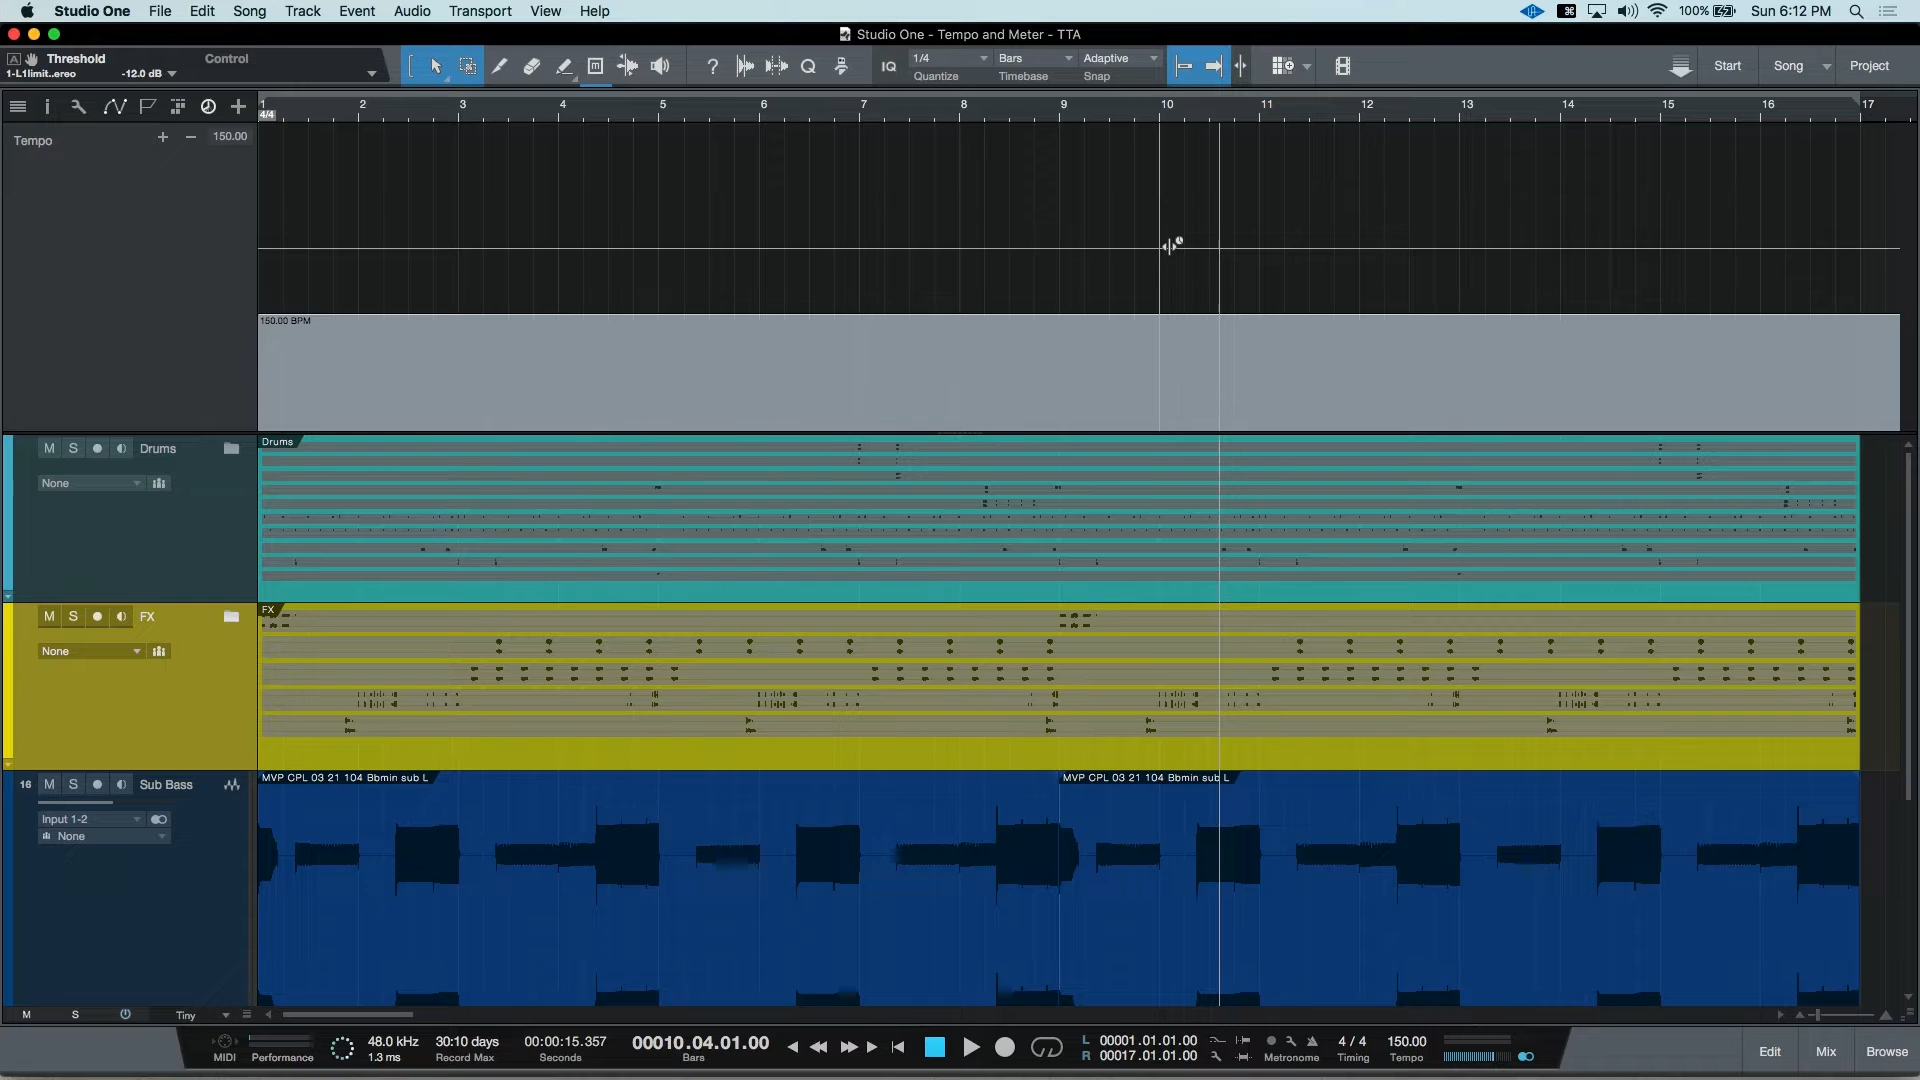 Studio One File Edit Song Track Event Audio Transport View Help 100% Sun 6:12 PM
Studio One - Tempo and Meter - TTA
A Threshold Control
1-L1limit..ereo -12.0 dB
IQ 1/4 Bars Adaptive Start Song Project
Quantize Timebase Snap
1 2 3 4 5 6 7 8 9 10 11 12 13 14 15 16 17
4/4
Tempo + − 150.00
150.00 BPM
M S Drums
Drums
None
M S FX
FX
None
16 M S Sub Bass
MVP CPL 03 21 104 Bbmin sub L MVP CPL 03 21 104 Bbmin sub L
Input 1-2
None
M S Tiny
MIDI Performance
48.0 kHz 30:10 days 00:00:15.357 00010.04.01.00
1.3 ms Record Max Seconds Bars
L 00001.01.01.00
R 00017.01.01.00
Metronome
4 / 4 150.00
Timing Tempo
Edit Mix Browse